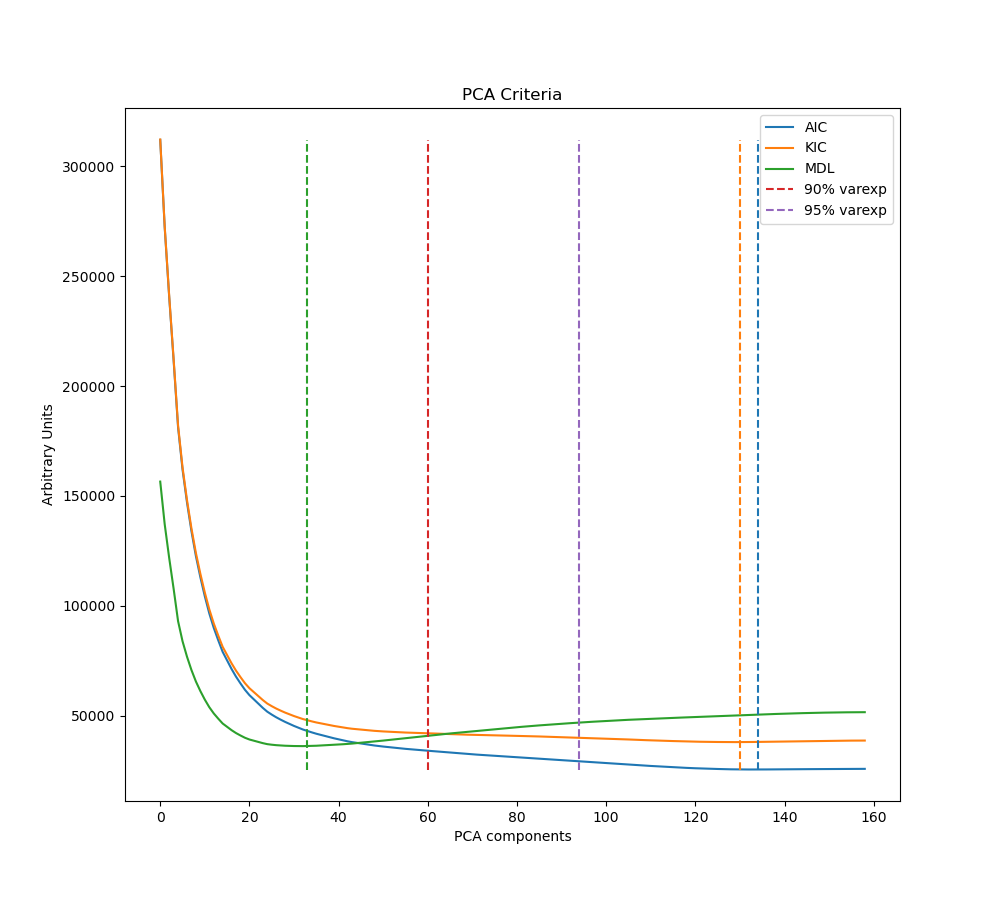 PCA Criteria
AIC
KIC
MDL
90% varexp
95% varexp
300000
250000
200000
150000
100000
50000
Arbitrary Units
0 20 40 60 80 100 120 140 160
PCA components